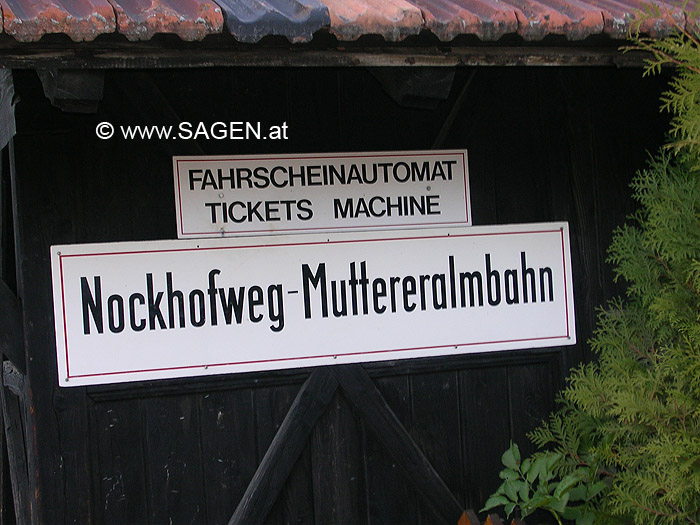 © www.SAGEN.at
FAHRSCHEINAUTOMAT
TICKETS MACHINE
Nockhofweg-Muttereralmbahn